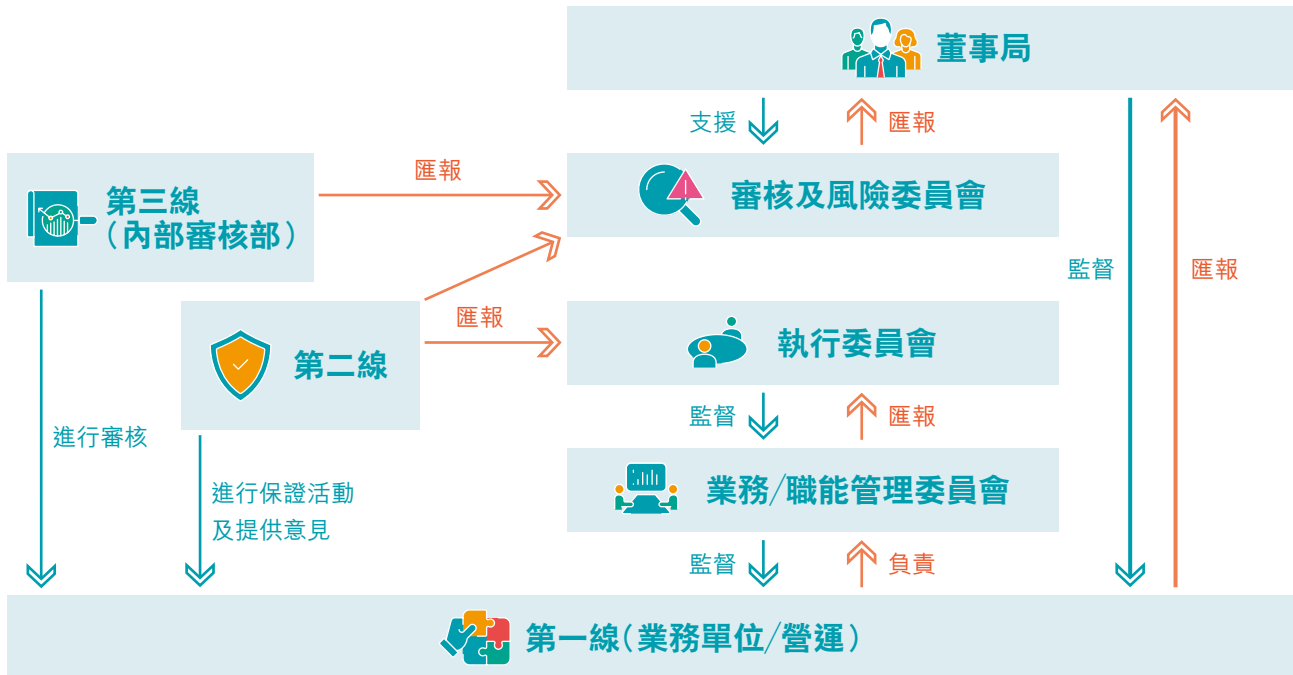 董事局
支援
匯報
匯報
審核及風險委員會
第三線
（內部審核部）
監督
匯報
匯報
第二線
執行委員會
監督
匯報
進行審核
業務/職能管理委員會
進行保證活動
及提供意見
監督
負責
第一線（業務單位/營運）